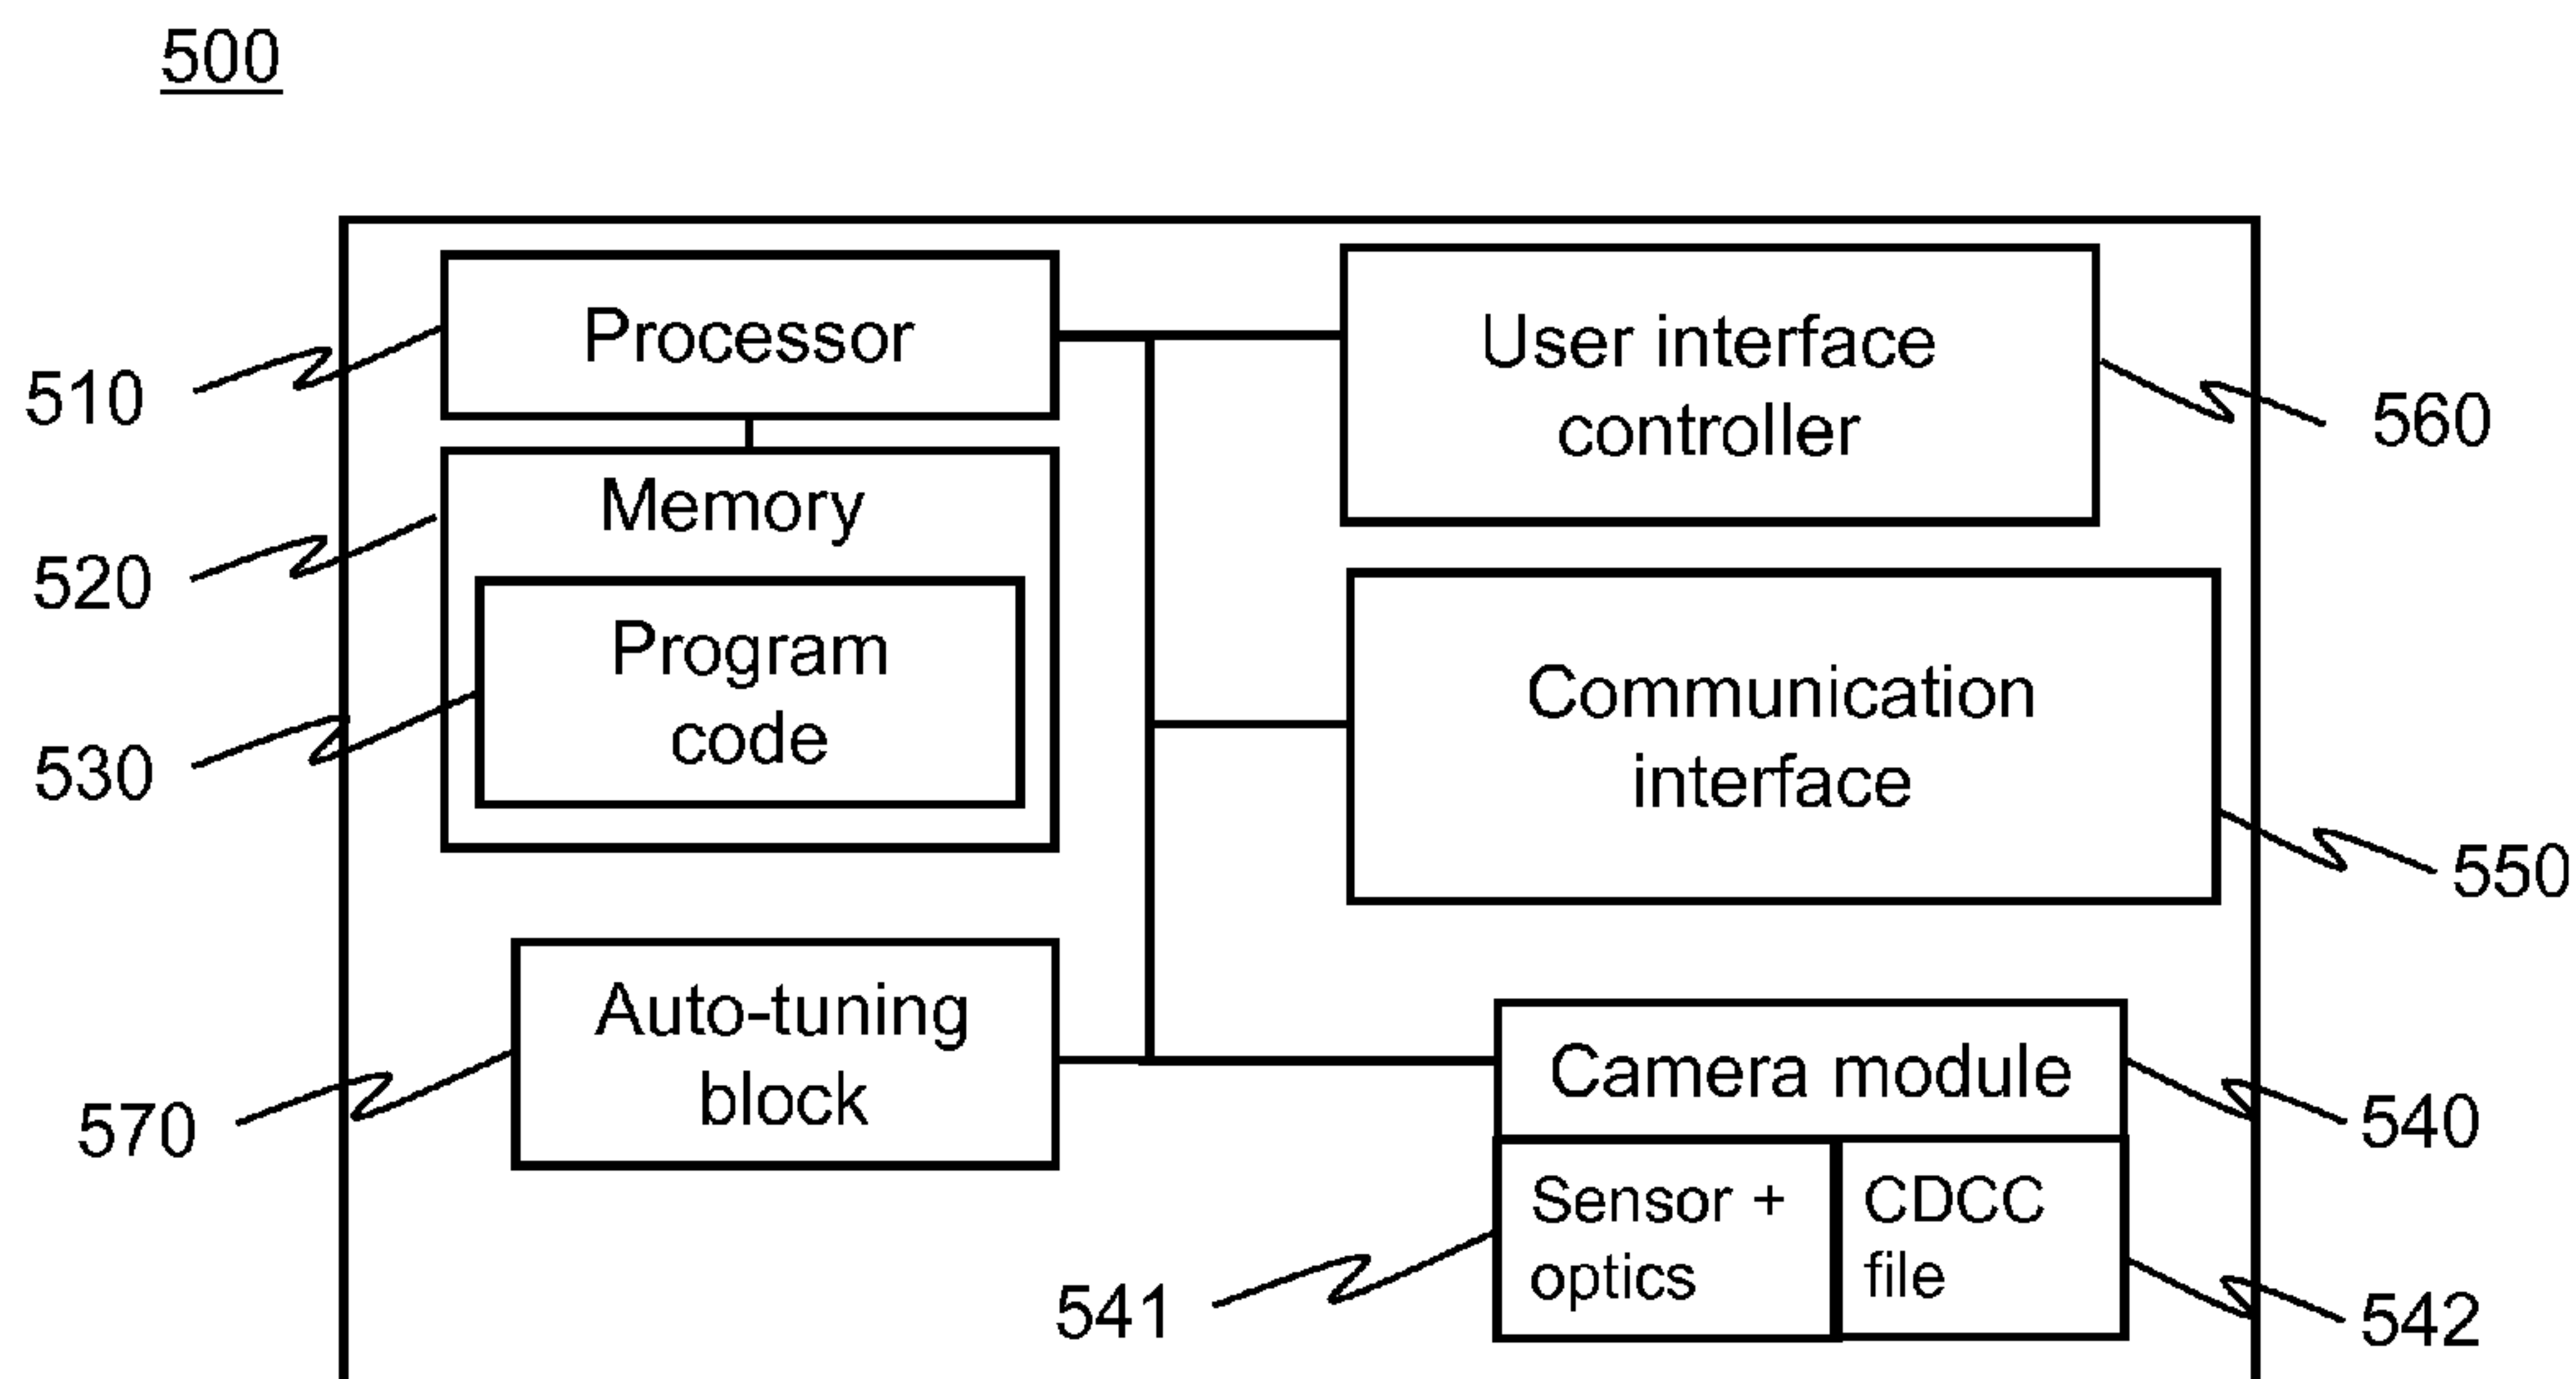 500
Processor
510
User interface
controller
560
Memory
520
Program
code
530
Communication
interface
550
Auto-tuning
block
570
Camera module
540
Sensor +
optics
541
CDCC
file
542